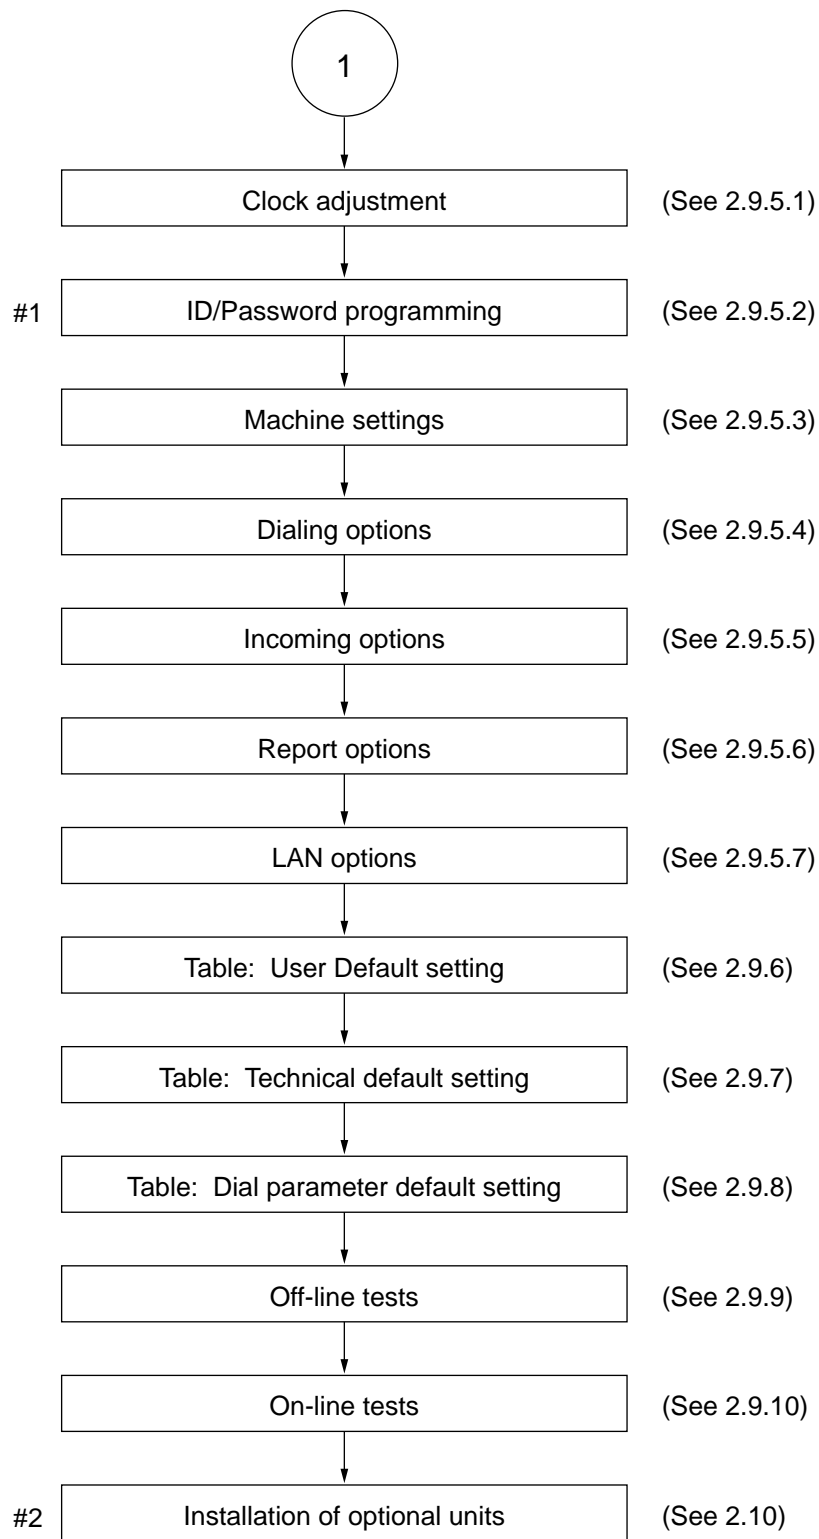 1
Clock adjustment (See 2.9.5.1)
#1 ID/Password programming (See 2.9.5.2)
Machine settings (See 2.9.5.3)
Dialing options (See 2.9.5.4)
Incoming options (See 2.9.5.5)
Report options (See 2.9.5.6)
LAN options (See 2.9.5.7)
Table: User Default setting (See 2.9.6)
Table: Technical default setting (See 2.9.7)
Table: Dial parameter default setting (See 2.9.8)
Off-line tests (See 2.9.9)
On-line tests (See 2.9.10)
#2 Installation of optional units (See 2.10)